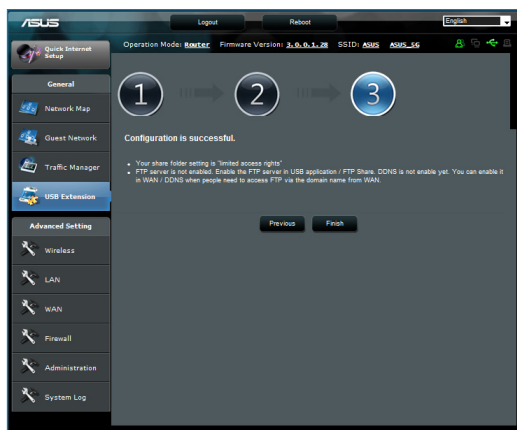 ASUS
Logout
Reboot
English
Quick Internet
Setup
Operation Mode: Router Firmware Version: 3.0.0.1.28 SSID: ASUS ASUS_5G
General
Network Map
Guest Network
Traffic Manager
USB Extension
Advanced Setting
Wireless
LAN
WAN
Firewall
Administration
System Log
1
2
3
Configuration is successful.
Your share folder setting is "limited access rights"
FTP server is not enabled. Enable the FTP server in USB application / FTP Share. DDNS is not enable yet. You can enable it
in WAN / DDNS when people need to access FTP via the domain name from WAN.
Previous
Finish